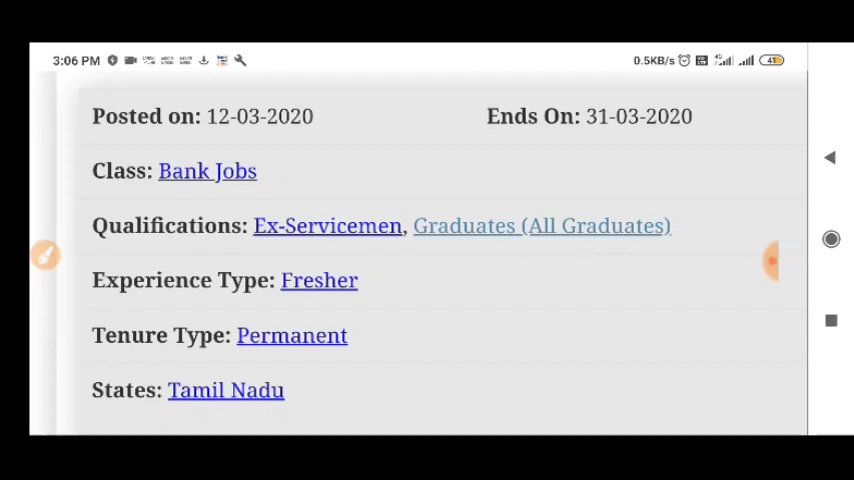 3:06 PM 0.5KB/s 41
Posted on: 12-03-2020 Ends On: 31-03-2020
Class: Bank Jobs
Qualifications: Ex-Servicemen, Graduates (All Graduates)
Experience Type: Fresher
Tenure Type: Permanent
States: Tamil Nadu